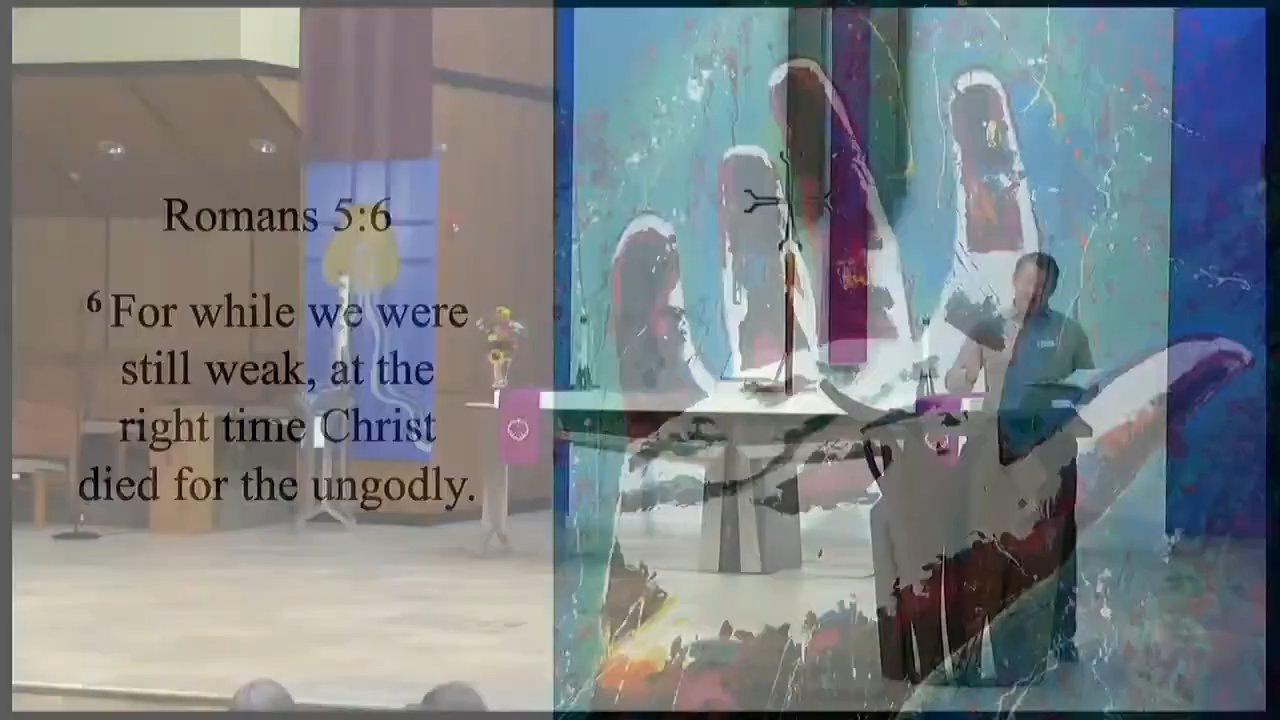 Romans 5:6
6 For while we were
still weak, at the
right time Christ
died for the ungodly.